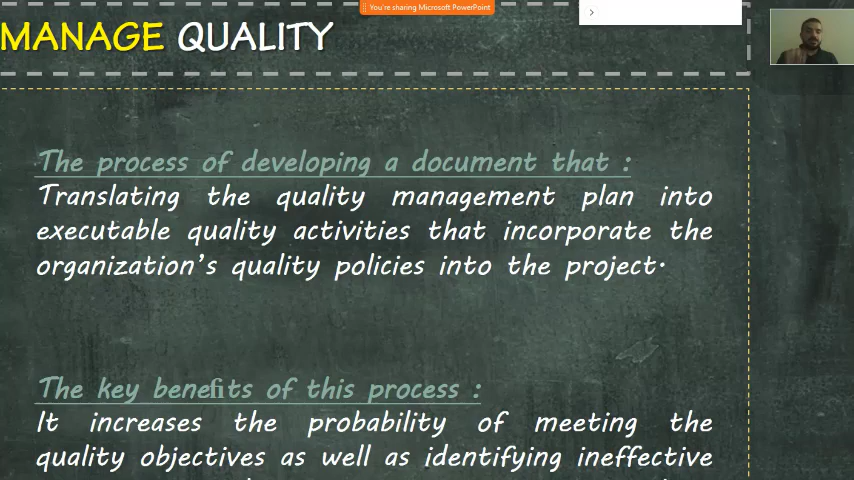 You're sharing Microsoft PowerPoint
MANAGE QUALITY
The process of developing a document that :
Translating the quality management plan into
executable quality activities that incorporate the
organization's quality policies into the project.
The key benefits of this process :
It increases the probability of meeting the
quality objectives as well as identifying ineffective